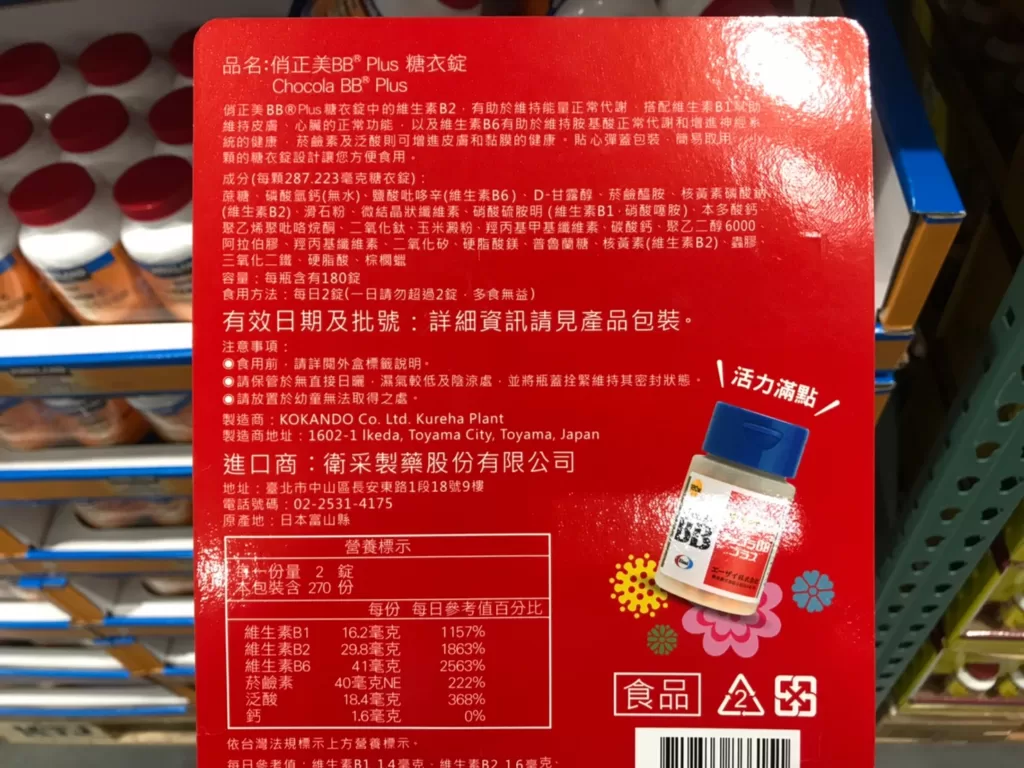 品名:俏正美BB® Plus 糖衣錠
Chocola BB® Plus
俏正美BB®Plus糖衣錠中的維生素B2，有助於維持能量正常代謝，搭配維生素B1幫助
維持皮膚、心臟的正常功能，以及維生素B6有助於維持胺基酸正常代謝和增進神經系
統的健康，菸鹼素及泛酸則可增進皮膚和黏膜的健康。貼心彈蓋包裝，簡易取用
顆的糖衣錠設計讓您方便食用。
成分(每顆287.223毫克糖衣錠)：
蔗糖、磷酸氫鈣(無水)、鹽酸吡哆辛(維生素B6)、D-甘露醇、菸鹼醯胺、核黃素磷酸鈉
(維生素B2)、滑石粉、微結晶狀纖維素、硝酸硫胺明(維生素B1，硝酸噻胺)、本多酸鈣
聚乙烯聚吡咯烷酮、二氧化鈦、玉米澱粉、羥丙基甲基纖維素、碳酸鈣、聚乙二醇6000
阿拉伯膠、羥丙基纖維素、二氧化矽、硬脂酸鎂、普魯蘭糖、核黃素(維生素B2)、蟲膠
三氧化二鐵、硬脂酸、棕櫚蠟
容量：每瓶含有180錠
食用方法：每日2錠(一日請勿超過2錠，多食無益)
有效日期及批號：詳細資訊請見產品包裝。
注意事項：
◉食用前，請詳閱外盒標籤說明。
◉請保管於無直接日曬，濕氣較低及陰涼處，並將瓶蓋拴緊維持其密封狀態。
◉請放置於幼童無法取得之處。
製造商：KOKANDO Co. Ltd. Kureha Plant
製造商地址：1602-1 Ikeda, Toyama City, Toyama, Japan
進口商：衛采製藥股份有限公司
地址：臺北市中山區長安東路1段18號9樓
電話號碼：02-2531-4175
原產地：日本富山縣
活力滿點
BB
營養標示
每一份量 2 錠
本包裝含 270 份
每份 每日參考值百分比
維生素B1 16.2毫克 1157%
維生素B2 29.8毫克 1863%
維生素B6 41毫克 2563%
菸鹼素 40毫克NE 222%
泛酸 18.4毫克 368%
鈣 1.6毫克 0%
食品
2
依台灣法規標示上方營養標示。
每日參考值：維生素B1 1.4毫克、維生素B2 1.6毫克、